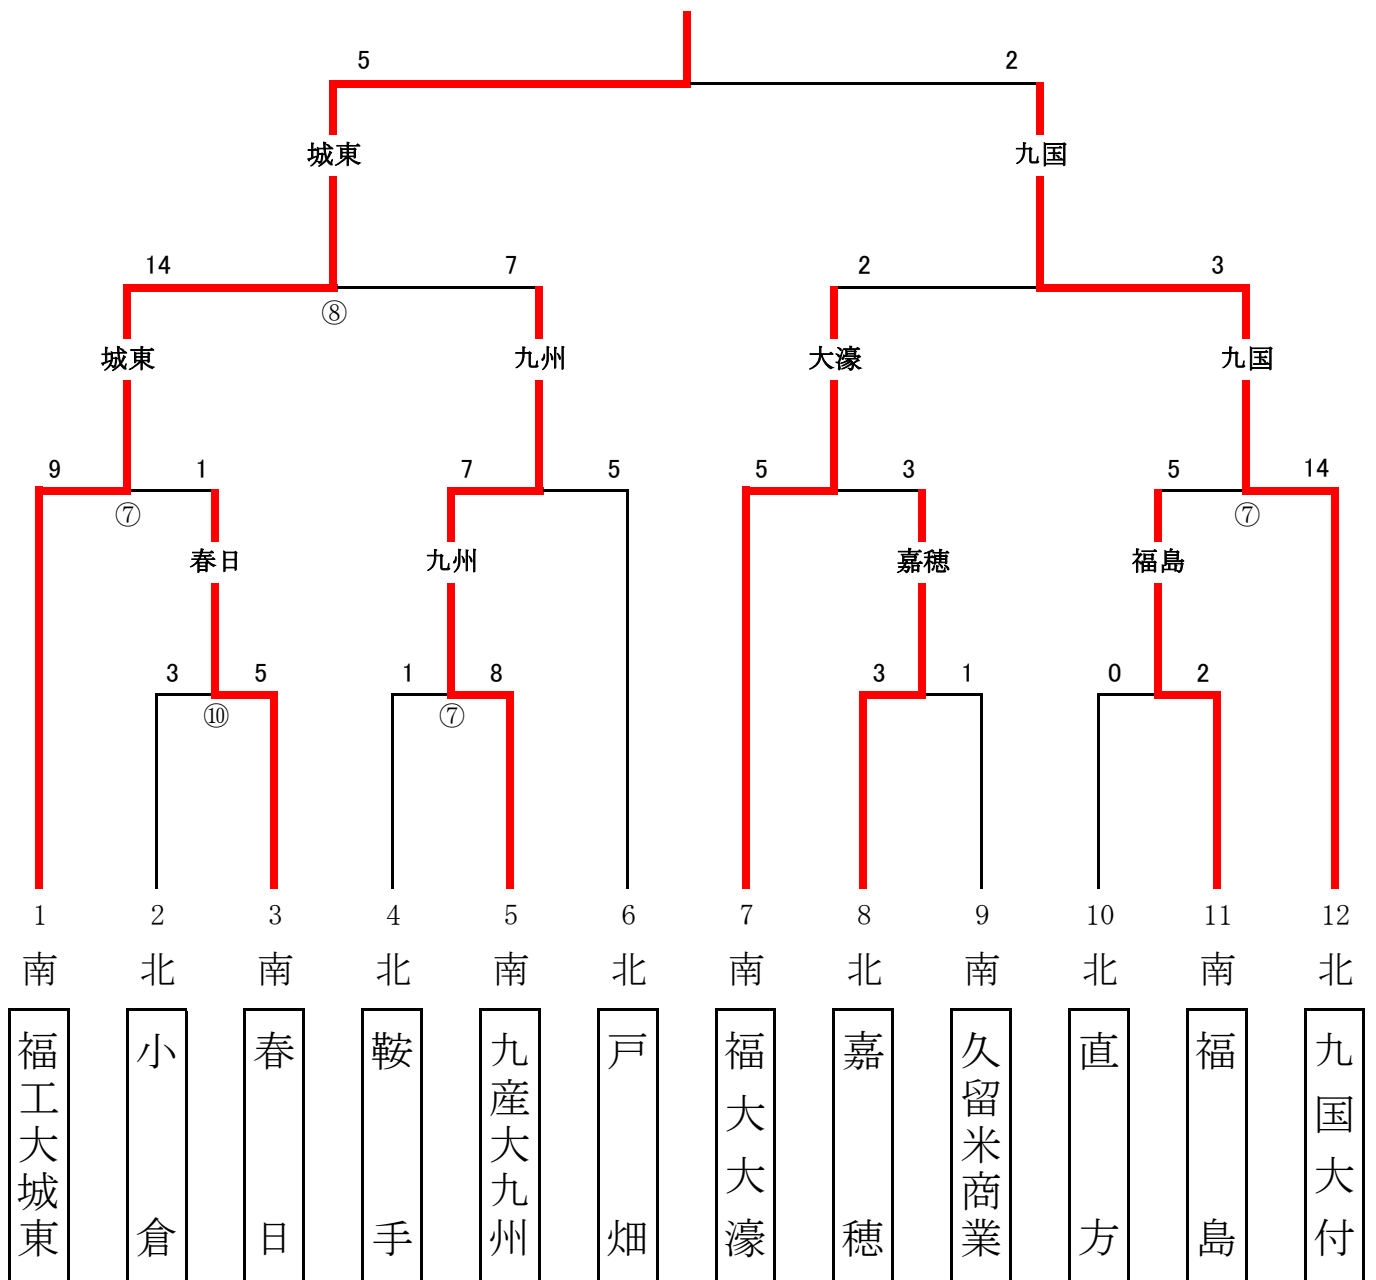 5 2
城東 九国
14 7 2 3
⑧
城東 九州 大濠 九国
9 1 7 5 5 3 5 14
⑦ ⑦
春日 九州 嘉穂 福島
3 5 1 8 3 1 0 2
⑩ ⑦
1 2 3 4 5 6 7 8 9 10 11 12
南 北 南 北 南 北 南 北 南 北 南 北
福工大城東
小倉
春日
鞍手
九産大九州
戸畑
福大大濠
嘉穂
久留米商業
直方
福島
九国大付